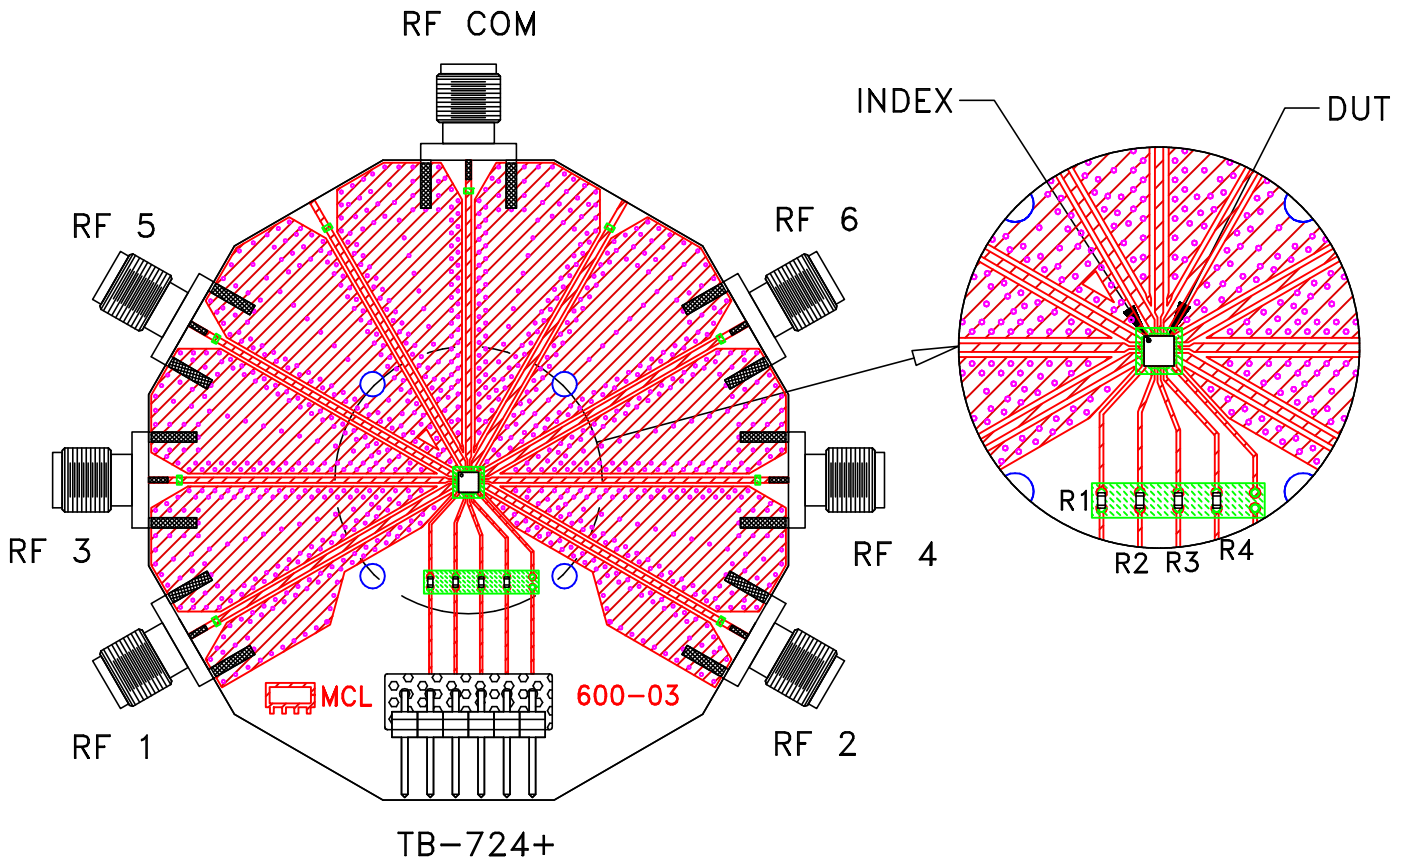 RF COM
INDEX
DUT
RF 5
RF 6
RF 3
RF 4
R1
R2
R3
R4
MCL
600-03
RF 1
RF 2
TB-724+